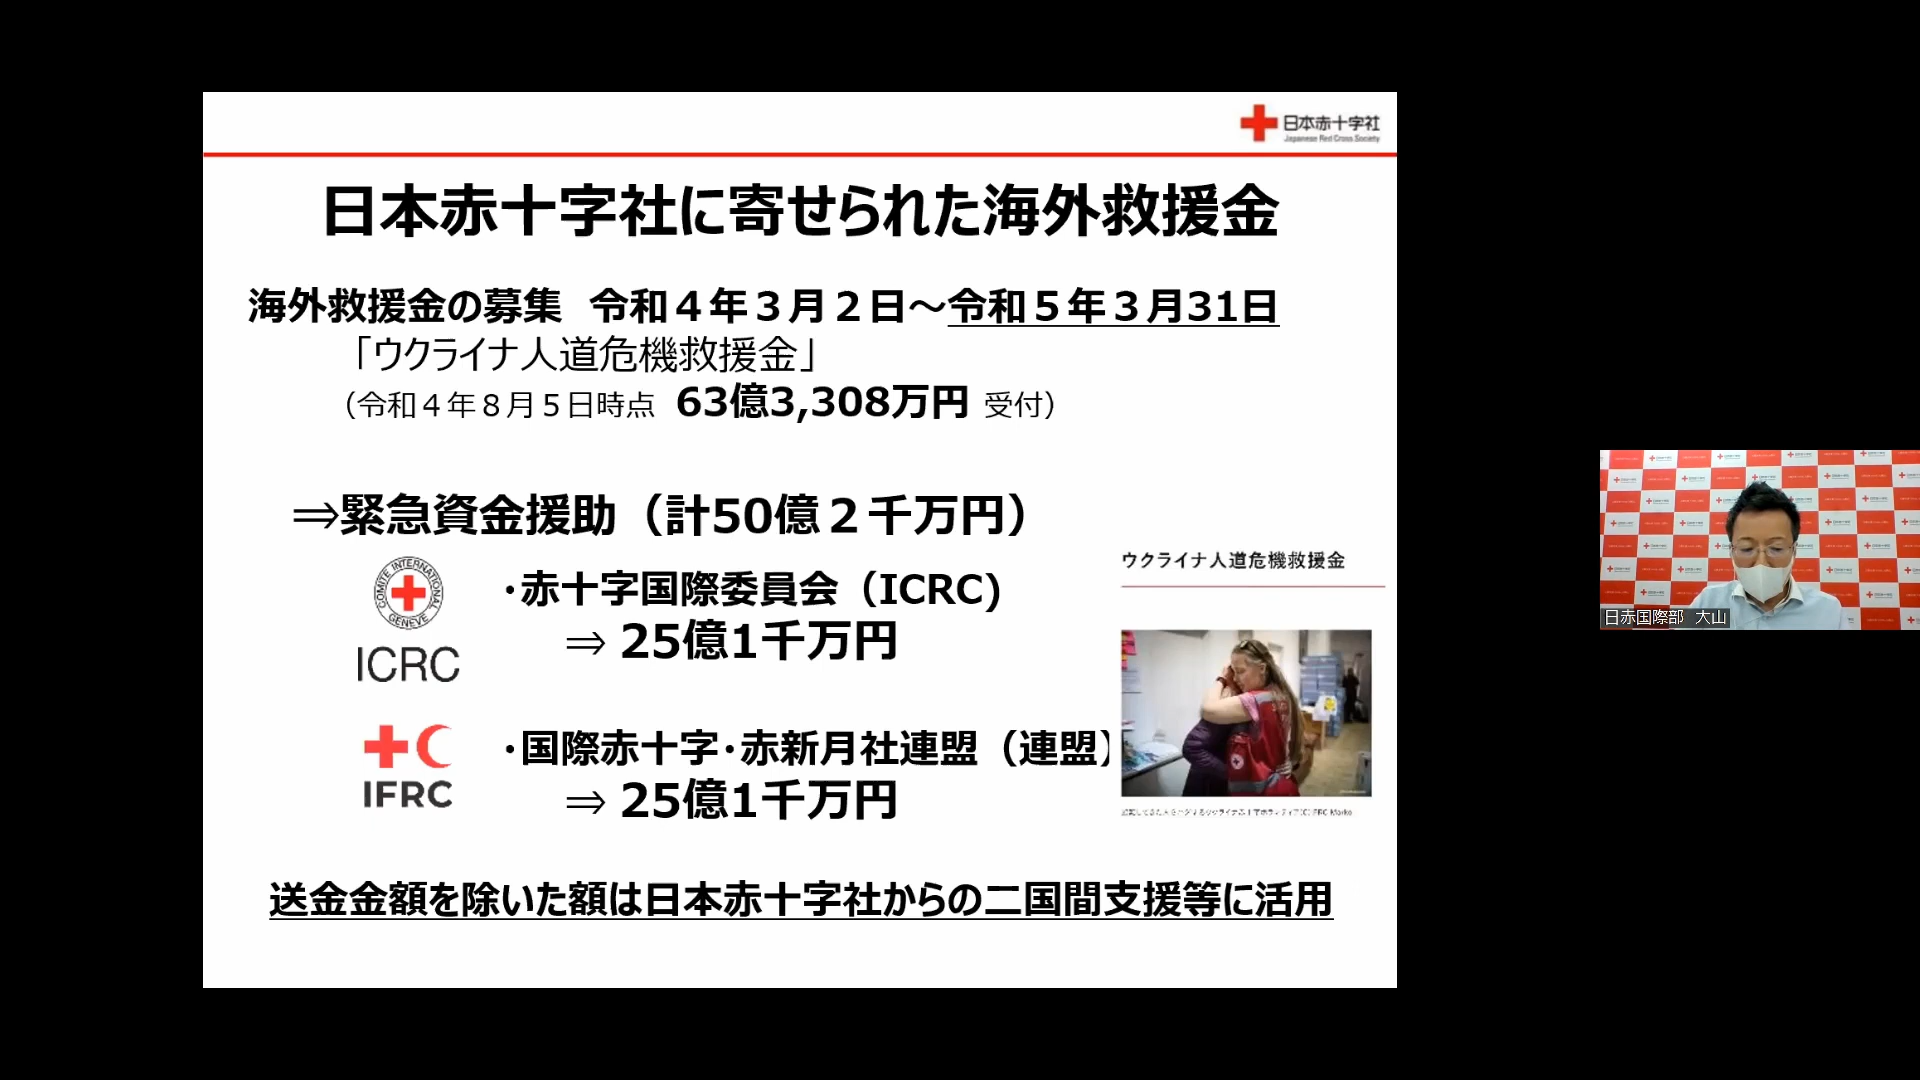 日本赤十字社
Japanese Red Cross Society
日本赤十字社に寄せられた海外救援金
海外救援金の募集 令和４年３月２日～令和５年３月31日
「ウクライナ人道危機救援金」
（令和４年８月５日時点 63億3,308万円 受付）
⇒緊急資金援助（計50億２千万円）
COMITE INTERNATIONAL GENEVE
ICRC
・赤十字国際委員会（ICRC)
⇒ 25億1千万円
IFRC
・国際赤十字・赤新月社連盟（連盟）
⇒ 25億1千万円
ウクライナ人道危機救援金
送金金額を除いた額は日本赤十字社からの二国間支援等に活用
日赤国際部 大山